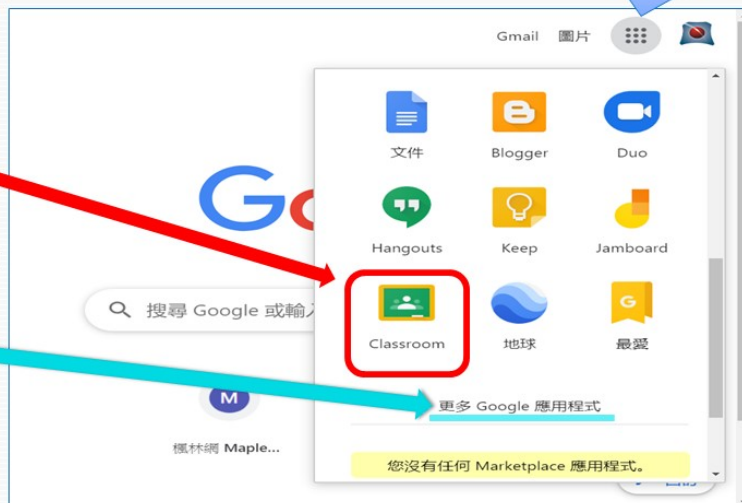 Gmail 圖片
文件 Blogger Duo
Go
Hangouts Keep Jamboard
搜尋 Google 或輸入
G
Classroom 地球 最愛
更多 Google 應用程式
M
楓林網 Maple...
您沒有任何 Marketplace 應用程式。